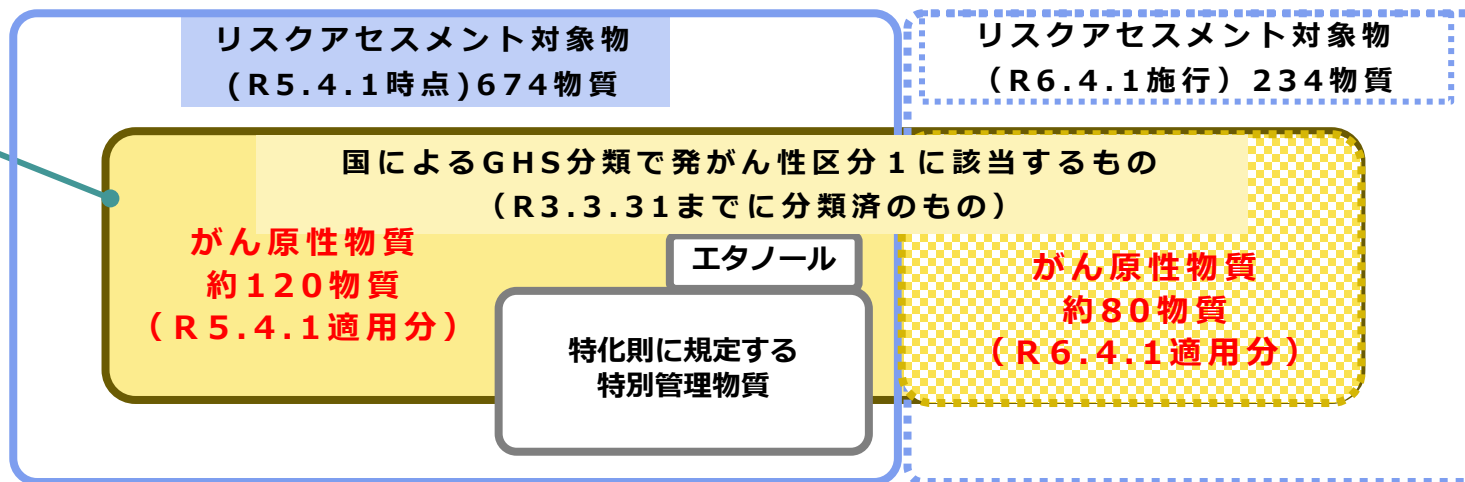 リスクアセスメント対象物
(R5.4.1時点)674物質
リスクアセスメント対象物
（R6.4.1施行）234物質
国によるGHS分類で発がん性区分１に該当するもの
（R3.3.31までに分類済のもの）
がん原性物質
約120物質
（R5.4.1適用分）
エタノール
特化則に規定する
特別管理物質
がん原性物質
約80物質
（R6.4.1適用分）